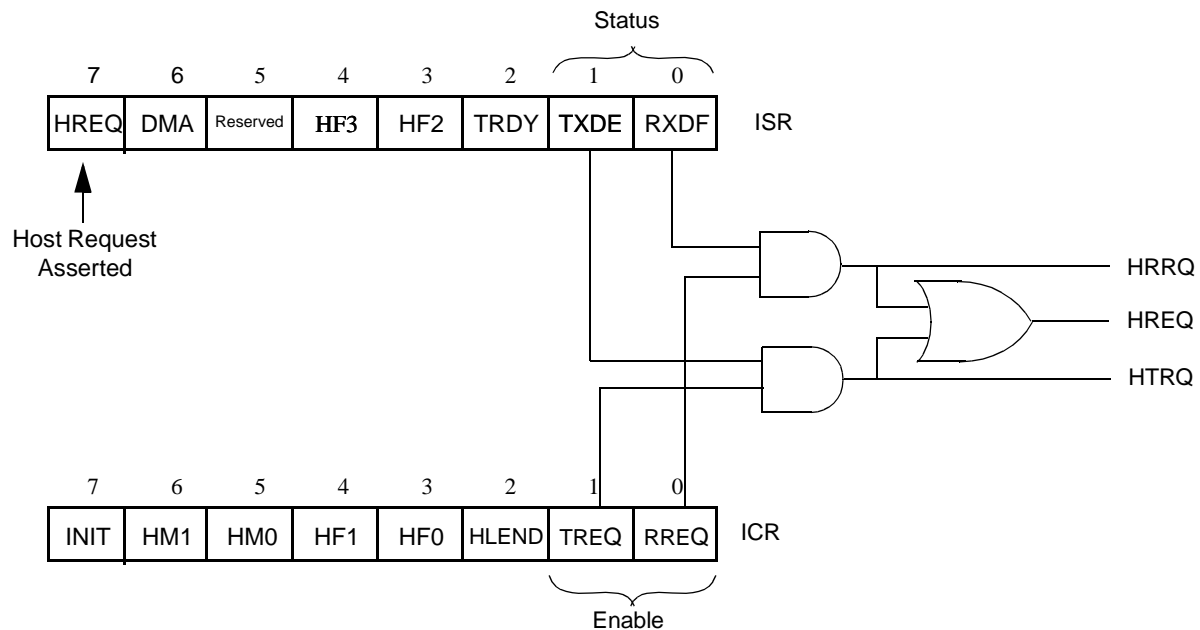 Status
7 6 5 4 3 2 1 0
HREQ DMA Reserved HF3 HF2 TRDY TXDE RXDF ISR
Host Request
Asserted
HRRQ
HREQ
HTRQ
7 6 5 4 3 2 1 0
INIT HM1 HM0 HF1 HF0 HLEND TREQ RREQ ICR
Enable